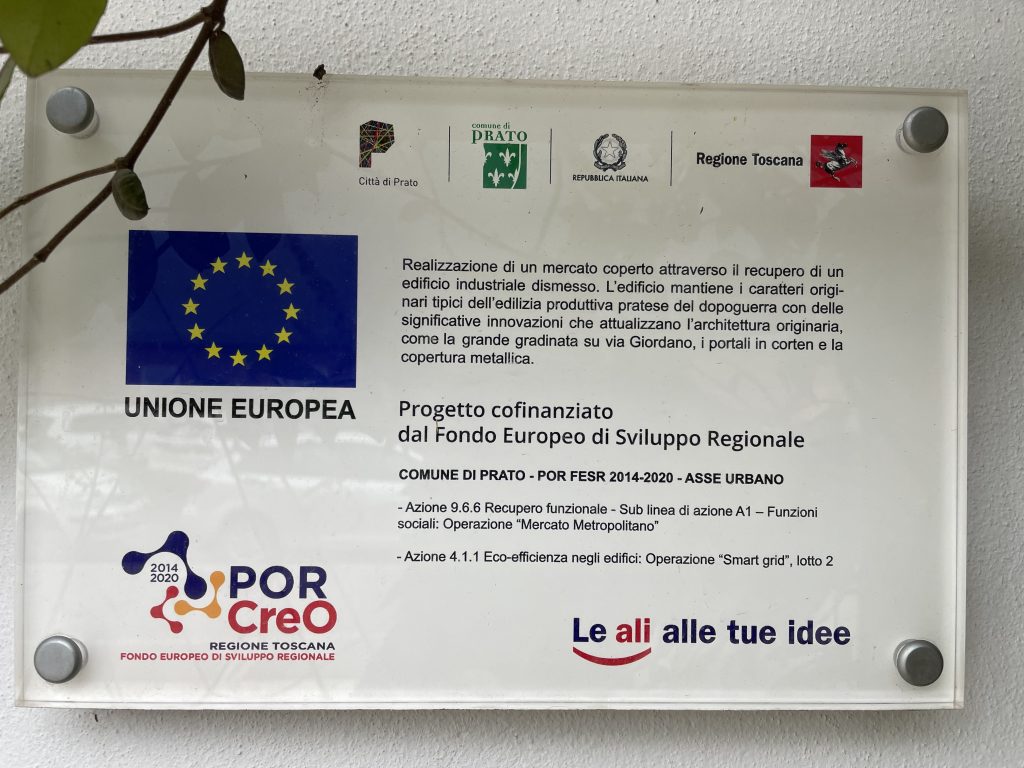 Città di Prato
comune di
PRATO
REPUBBLICA ITALIANA
Regione Toscana
Realizzazione di un mercato coperto attraverso il recupero di un
edificio industriale dismesso. L'edificio mantiene i caratteri origi-
nari tipici dell'edilizia produttiva pratese del dopoguerra con delle
significative innovazioni che attualizzano l'architettura originaria,
come la grande gradinata su via Giordano, i portali in corten e la
copertura metallica.
UNIONE EUROPEA
Progetto cofinanziato
dal Fondo Europeo di Sviluppo Regionale
COMUNE DI PRATO - POR FESR 2014-2020 - ASSE URBANO
- Azione 9.6.6 Recupero funzionale - Sub linea di azione A1 – Funzioni
sociali: Operazione “Mercato Metropolitano”
- Azione 4.1.1 Eco-efficienza negli edifici: Operazione “Smart grid”, lotto 2
2014
2020
POR
CreO
REGIONE TOSCANA
FONDO EUROPEO DI SVILUPPO REGIONALE
Le ali alle tue idee